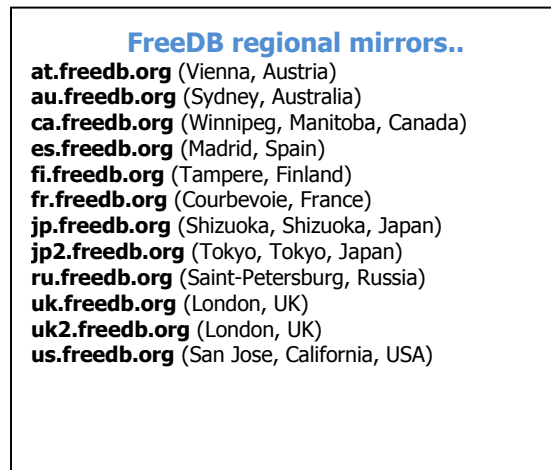 FreeDB regional mirrors..
at.freedb.org (Vienna, Austria)
au.freedb.org (Sydney, Australia)
ca.freedb.org (Winnipeg, Manitoba, Canada)
es.freedb.org (Madrid, Spain)
fi.freedb.org (Tampere, Finland)
fr.freedb.org (Courbevoie, France)
jp.freedb.org (Shizuoka, Shizuoka, Japan)
jp2.freedb.org (Tokyo, Tokyo, Japan)
ru.freedb.org (Saint-Petersburg, Russia)
uk.freedb.org (London, UK)
uk2.freedb.org (London, UK)
us.freedb.org (San Jose, California, USA)